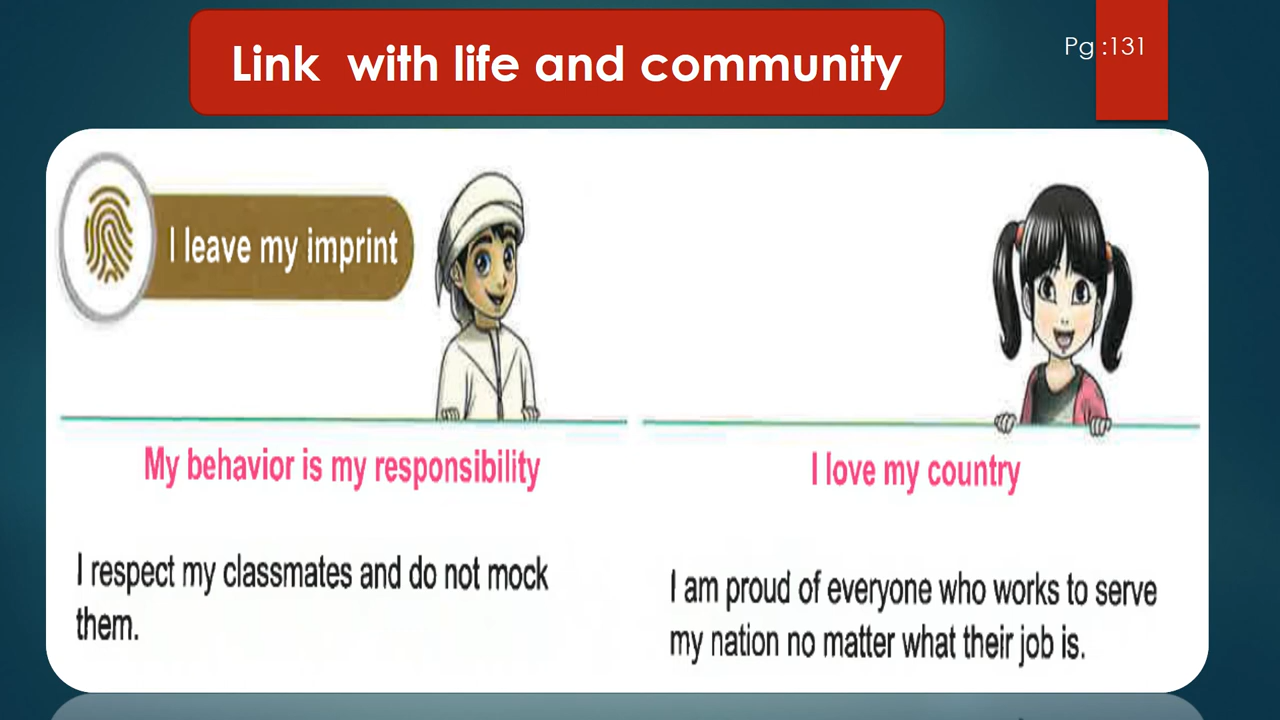 Link with life and community
Pg :131
I leave my imprint
My behavior is my responsibility
I respect my classmates and do not mock
them.
I love my country
I am proud of everyone who works to serve
my nation no matter what their job is.